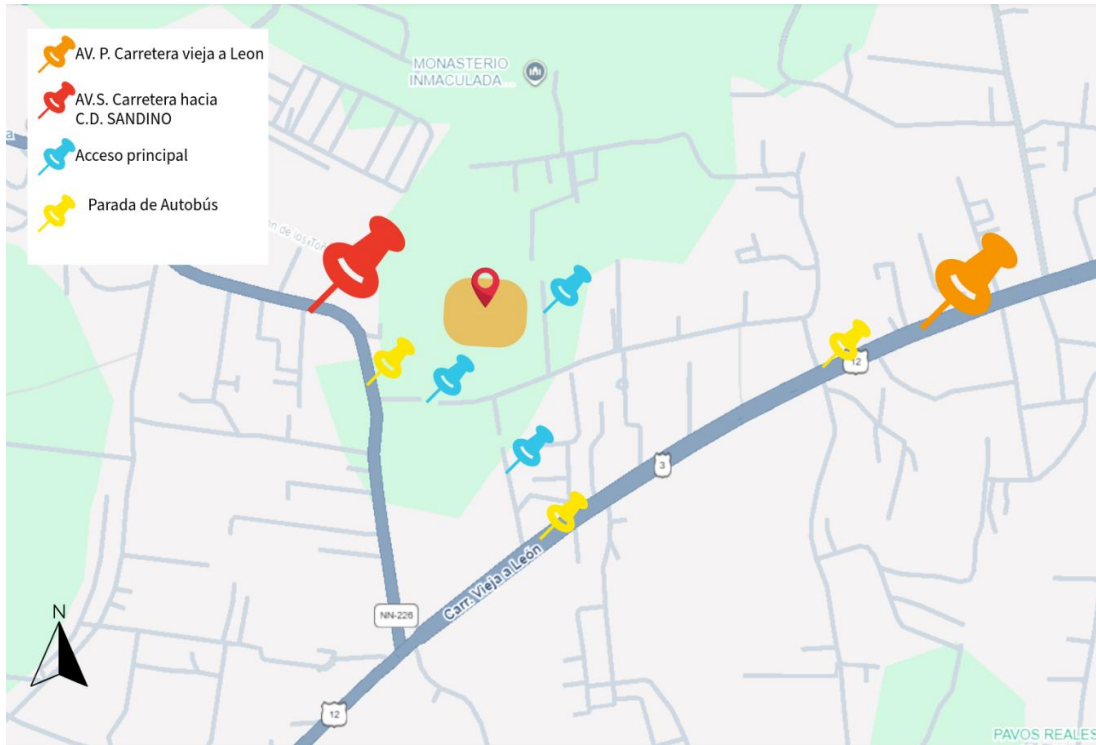 AV. P. Carretera vieja a Leon
AV.S. Carretera hacia
C.D. SANDINO
Acceso principal
Parada de Autobús
MONASTERIO
INMACULADA...
a
12
3
Carr. Vieja a León
NN-226
N
12
PAVOS REALES